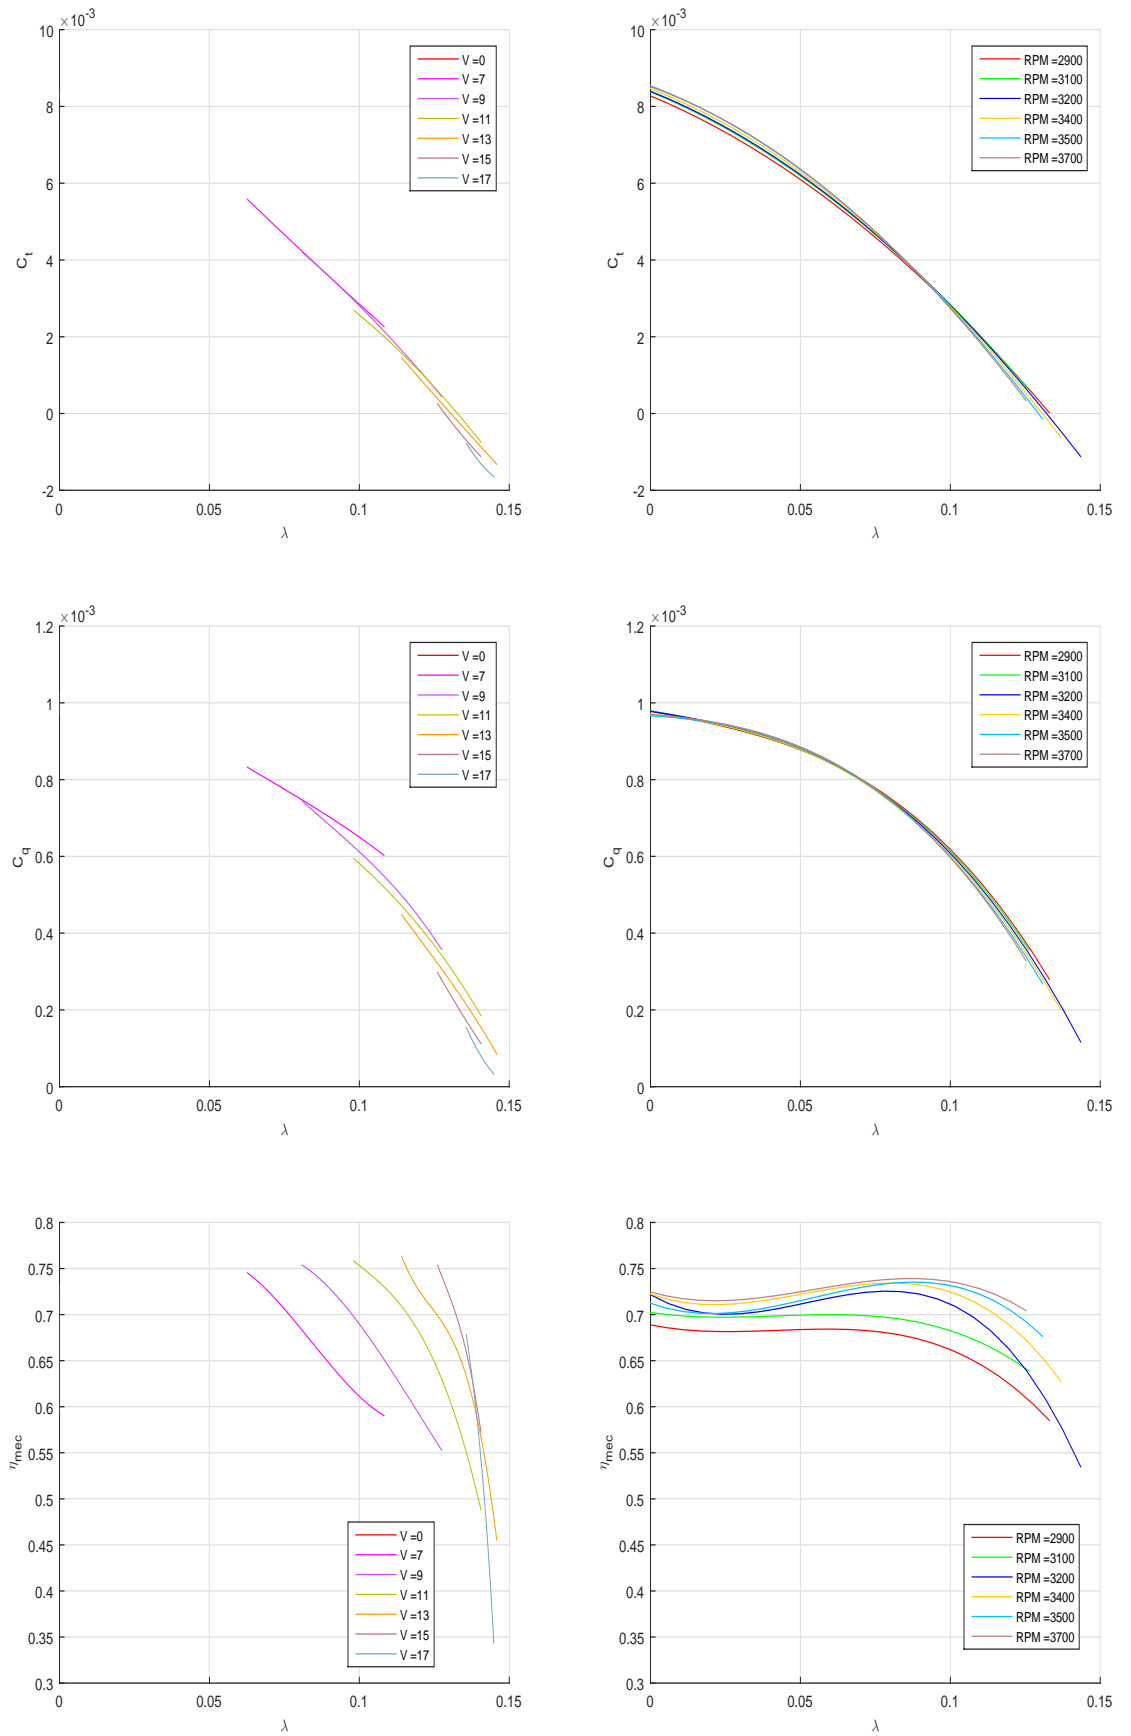 ×10-3
10
8
6
4
2
0
-2
Ct
0
0.05
0.1
0.15
λ
V =0
V =7
V =9
V =11
V =13
V =15
V =17
×10-3
10
8
6
4
2
0
-2
Ct
0
0.05
0.1
0.15
λ
RPM =2900
RPM =3100
RPM =3200
RPM =3400
RPM =3500
RPM =3700
×10-3
1.2
1
0.8
0.6
0.4
0.2
0
Cq
0
0.05
0.1
0.15
λ
V =0
V =7
V =9
V =11
V =13
V =15
V =17
×10-3
1.2
1
0.8
0.6
0.4
0.2
0
Cq
0
0.05
0.1
0.15
λ
RPM =2900
RPM =3100
RPM =3200
RPM =3400
RPM =3500
RPM =3700
0.8
0.75
0.7
0.65
0.6
0.55
0.5
0.45
0.4
0.35
0.3
ηmec
0
0.05
0.1
0.15
λ
V =0
V =7
V =9
V =11
V =13
V =15
V =17
0.8
0.75
0.7
0.65
0.6
0.55
0.5
0.45
0.4
0.35
0.3
ηmec
0
0.05
0.1
0.15
λ
RPM =2900
RPM =3100
RPM =3200
RPM =3400
RPM =3500
RPM =3700